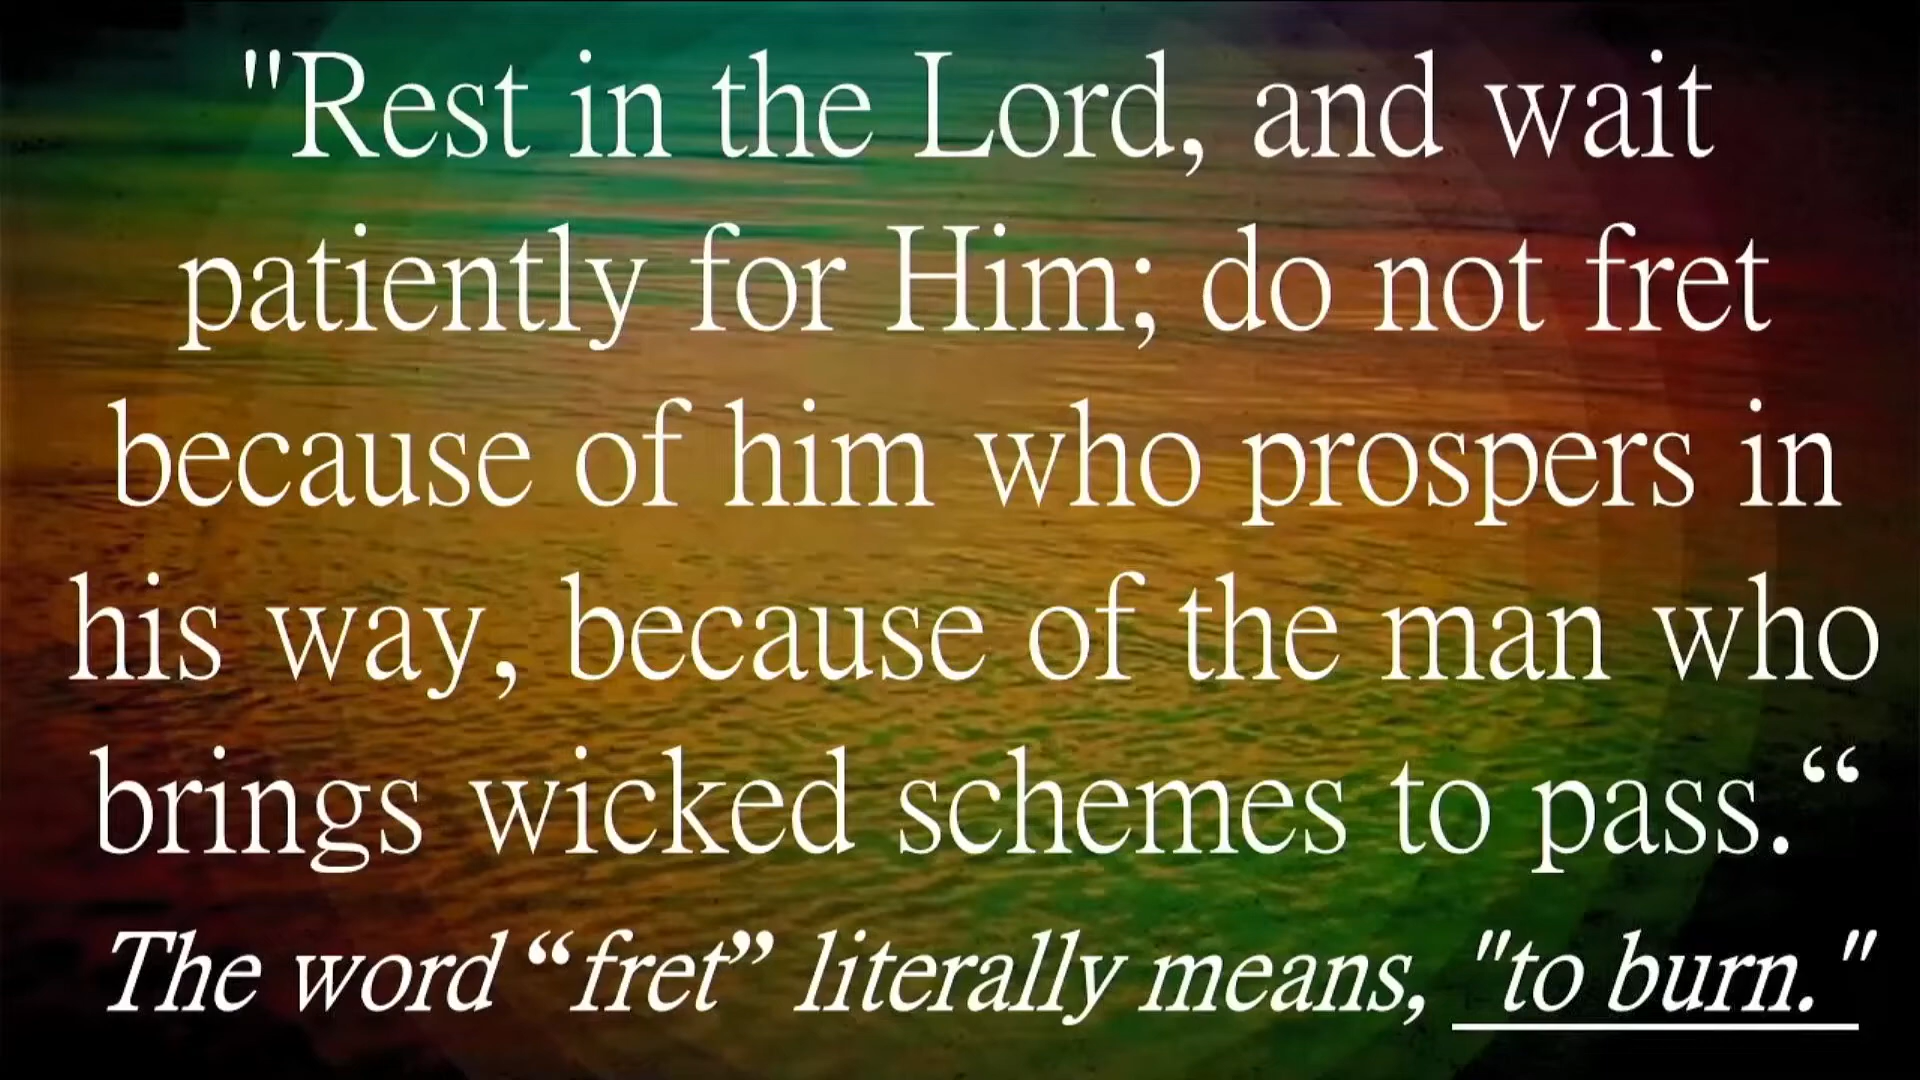 "Rest in the Lord, and wait
patiently for Him; do not fret
because of him who prospers in
his way, because of the man who
brings wicked schemes to pass.“
The word “fret” literally means, "to burn."